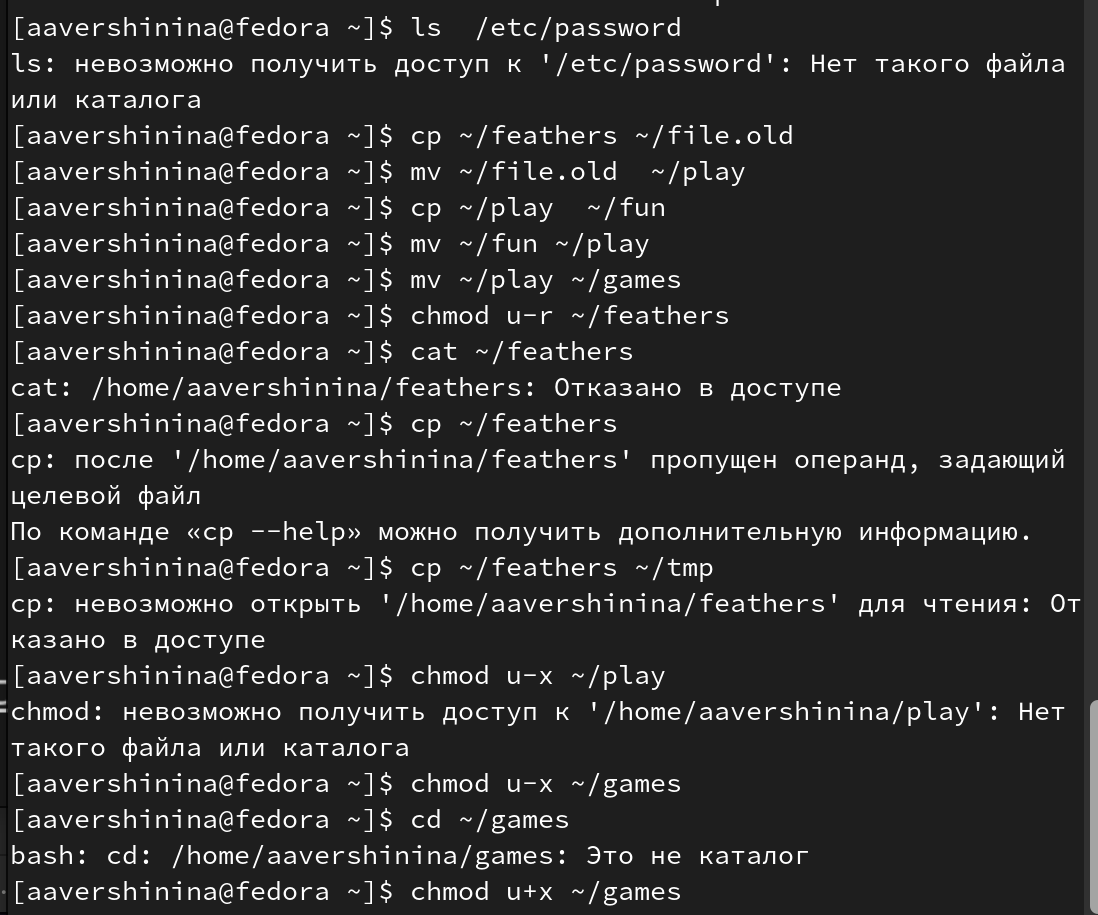 [aavershinina@fedora ~]$ ls  /etc/password
ls: невозможно получить доступ к '/etc/password': Нет такого файла
или каталога
[aavershinina@fedora ~]$ cp ~/feathers ~/file.old
[aavershinina@fedora ~]$ mv ~/file.old  ~/play
[aavershinina@fedora ~]$ cp ~/play  ~/fun
[aavershinina@fedora ~]$ mv ~/fun ~/play
[aavershinina@fedora ~]$ mv ~/play ~/games
[aavershinina@fedora ~]$ chmod u-r ~/feathers
[aavershinina@fedora ~]$ cat ~/feathers
cat: /home/aavershinina/feathers: Отказано в доступе
[aavershinina@fedora ~]$ cp ~/feathers
cp: после '/home/aavershinina/feathers' пропущен операнд, задающий
целевой файл
По команде «cp --help» можно получить дополнительную информацию.
[aavershinina@fedora ~]$ cp ~/feathers ~/tmp
cp: невозможно открыть '/home/aavershinina/feathers' для чтения: От
казано в доступе
[aavershinina@fedora ~]$ chmod u-x ~/play
chmod: невозможно получить доступ к '/home/aavershinina/play': Нет
такого файла или каталога
[aavershinina@fedora ~]$ chmod u-x ~/games
[aavershinina@fedora ~]$ cd ~/games
bash: cd: /home/aavershinina/games: Это не каталог
[aavershinina@fedora ~]$ chmod u+x ~/games